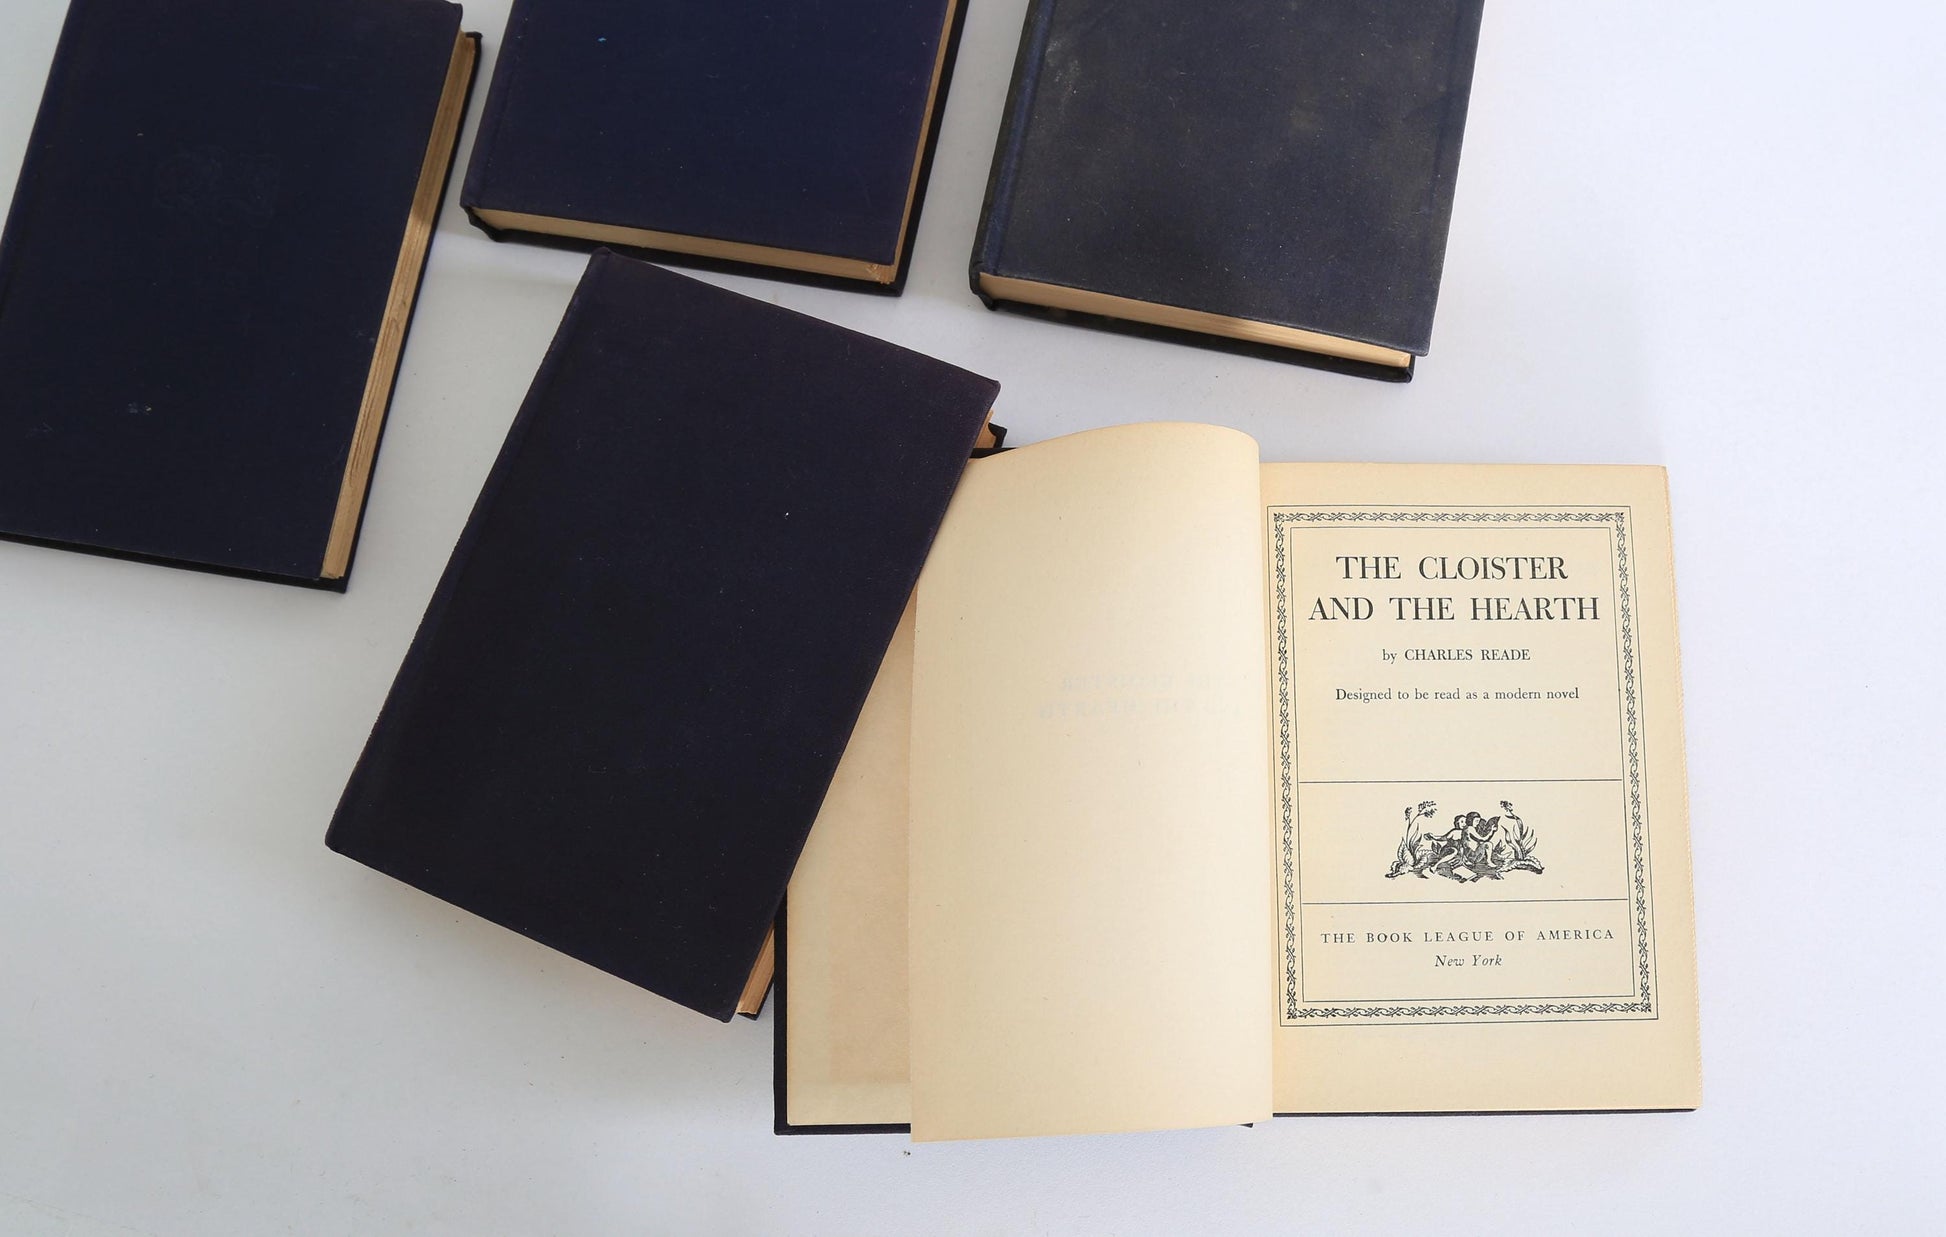 THE CLOISTER
AND THE HEARTH
by CHARLES READE
Designed to be read as a modern novel
THE BOOK LEAGUE OF AMERICA
New York